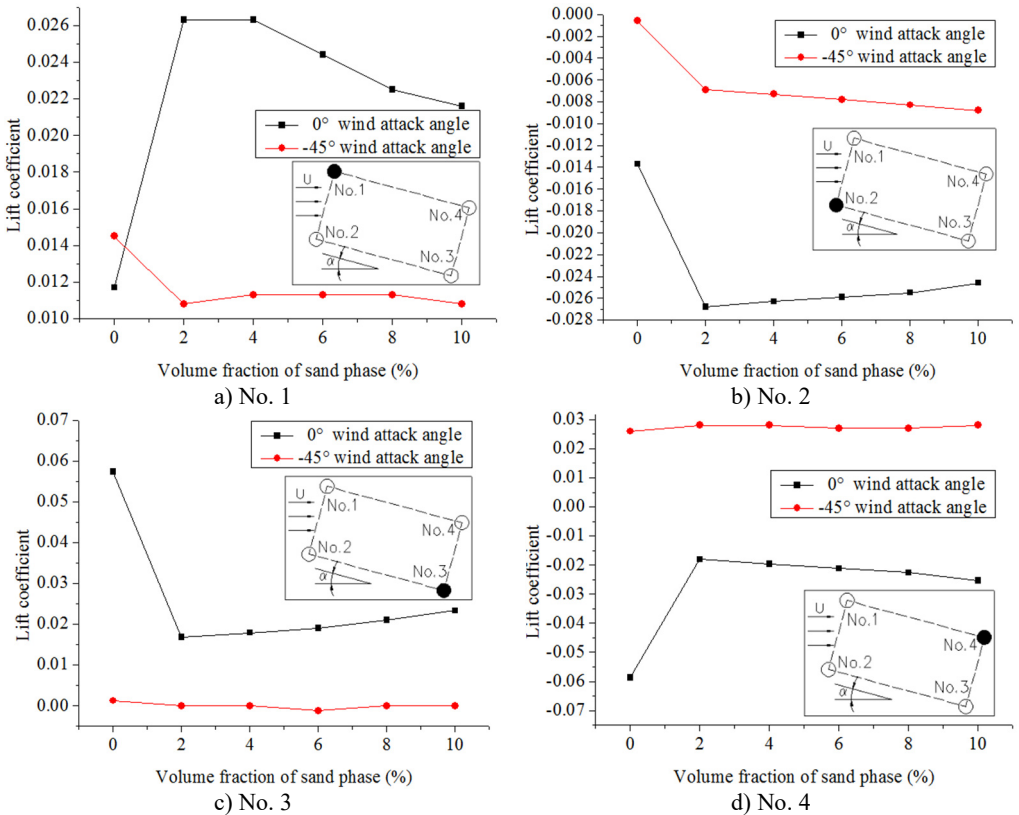 0.026
0.022
0.018
0.014
0.010
Lift coefficient
0° wind attack angle
-45° wind attack angle
U
No.1
No.4
No.2
No.3
α
0 2 4 6 8 10
Volume fraction of sand phase (%)
a) No. 1
0.000
-0.002
-0.004
-0.006
-0.008
-0.010
-0.012
-0.014
-0.016
-0.018
-0.020
-0.022
-0.024
-0.026
-0.028
Lift coefficient
0° wind attack angle
-45° wind attack angle
U
No.1
No.4
No.2
No.3
α
0 2 4 6 8 10
Volume fraction of sand phase (%)
b) No. 2
0.07
0.06
0.05
0.04
0.03
0.02
0.01
0.00
Lift coefficient
0° wind attack angle
-45° wind attack angle
U
No.1
No.4
No.2
No.3
α
0 2 4 6 8 10
Volume fraction of sand phase (%)
c) No. 3
0.03
0.02
0.01
0.00
-0.01
-0.02
-0.03
-0.04
-0.05
-0.06
-0.07
Lift coefficient
0° wind attack angle
-45° wind attack angle
U
No.1
No.4
No.2
No.3
α
0 2 4 6 8 10
Volume fraction of sand phase (%)
d) No. 4